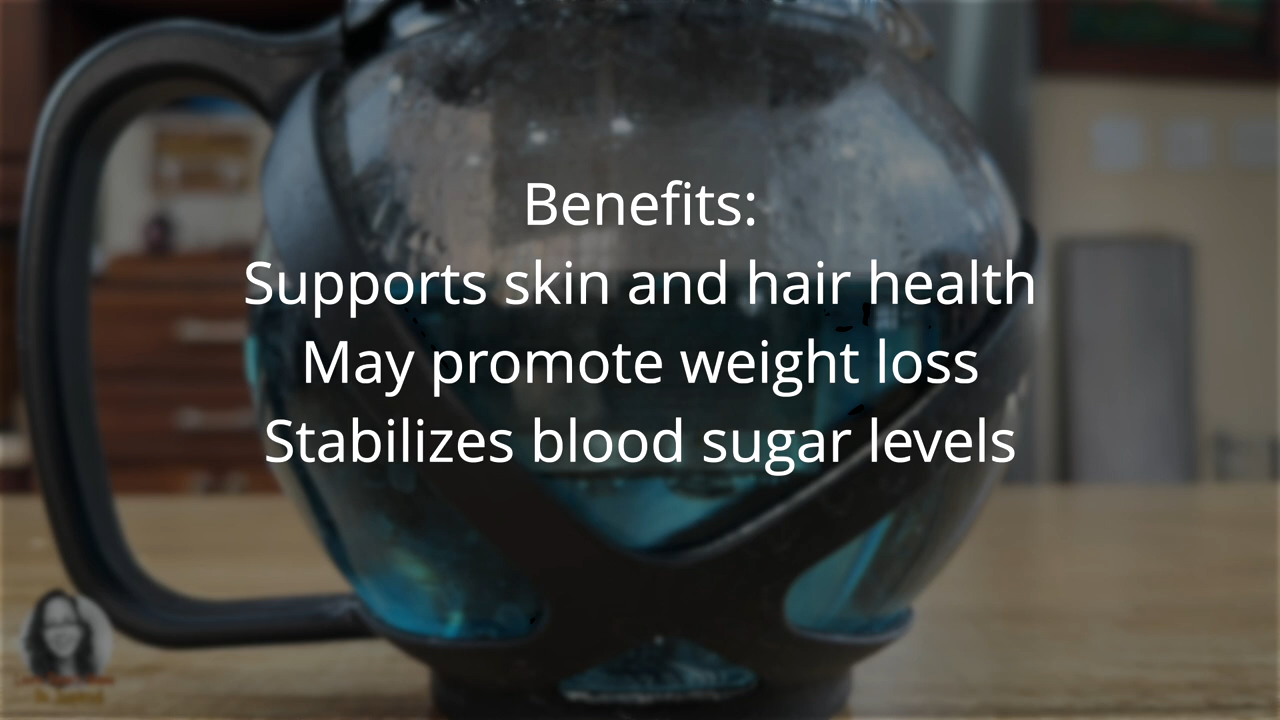 Benefits:
Supports skin and hair health
May promote weight loss
Stabilizes blood sugar levels